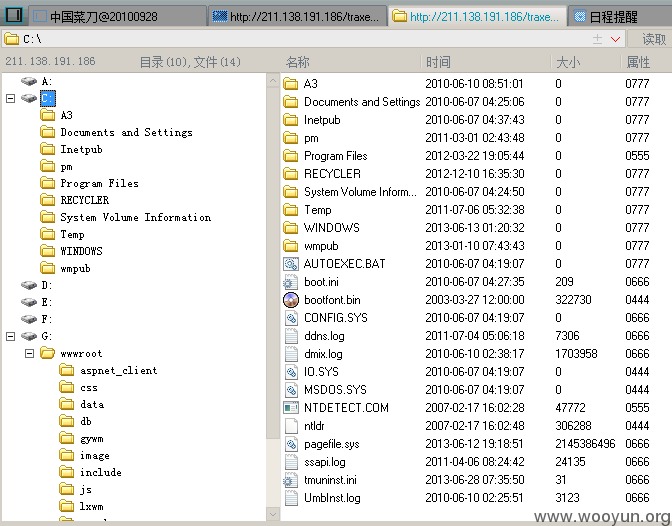 中国菜刀@20100928 http://211.138.191.186/traxe... http://211.138.191.186/traxe... 日程提醒
C:\ 读取
211.138.191.186 目录(10),文件(14) 名称 时间 大小 属性
A:
C:
A3
Documents and Settings
Inetpub
pm
Program Files
RECYCLER
System Volume Information
Temp
WINDOWS
wmpub
D:
E:
F:
G:
wwwroot
aspnet_client
css
data
db
gywm
image
include
js
lxwm
A3 2010-06-10 08:51:01 0 0777
Documents and Settings 2010-06-07 04:25:06 0 0777
Inetpub 2010-06-07 04:37:43 0 0777
pm 2011-03-01 02:43:48 0 0777
Program Files 2012-03-22 19:05:44 0 0555
RECYCLER 2012-12-10 16:35:30 0 0777
System Volume Inform... 2010-06-07 04:24:50 0 0777
Temp 2011-07-06 05:32:38 0 0777
WINDOWS 2013-06-13 01:20:32 0 0777
wmpub 2013-01-10 07:43:43 0 0777
AUTOEXEC.BAT 2010-06-07 04:19:07 0 0777
boot.ini 2010-06-07 04:27:35 209 0666
bootfont.bin 2003-03-27 12:00:00 322730 0444
CONFIG.SYS 2010-06-07 04:19:07 0 0666
ddns.log 2011-07-04 05:06:18 7306 0666
dmix.log 2010-06-10 02:38:17 1703958 0666
IO.SYS 2010-06-07 04:19:07 0 0444
MSDOS.SYS 2010-06-07 04:19:07 0 0444
NTDETECT.COM 2007-02-17 16:02:28 47772 0555
ntldr 2007-02-17 16:02:48 306288 0444
pagefile.sys 2013-06-12 19:18:51 2145386496 0666
ssapi.log 2011-04-06 08:24:42 24135 0666
tmuninst.ini 2013-06-28 07:35:50 31 0666
UmbInst.log 2010-06-10 02:25:51 3123 0666
www.wooyun.org